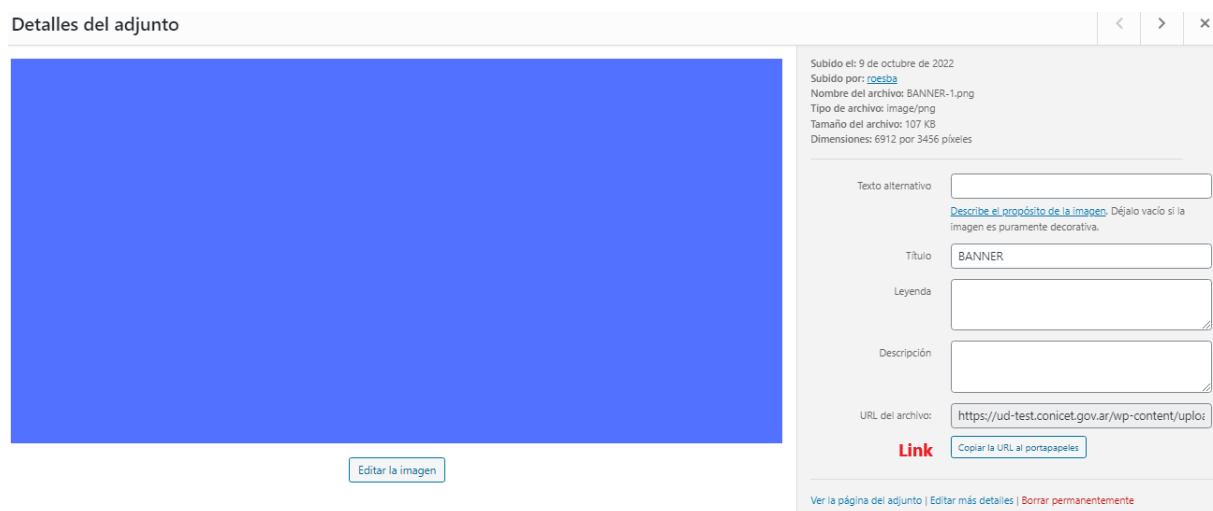 Detalles del adjunto
Subido el: 9 de octubre de 2022
Subido por: roesba
Nombre del archivo: BANNER-1.png
Tipo de archivo: image/png
Tamaño del archivo: 107 KB
Dimensiones: 6912 por 3456 píxeles
Texto alternativo
Describe el propósito de la imagen. Déjalo vacío si la
imagen es puramente decorativa.
Título BANNER
Leyenda
Descripción
URL del archivo: https://ud-test.conicet.gov.ar/wp-content/uploa
Link Copiar la URL al portapapeles
Editar la imagen
Ver la página del adjunto | Editar más detalles | Borrar permanentemente